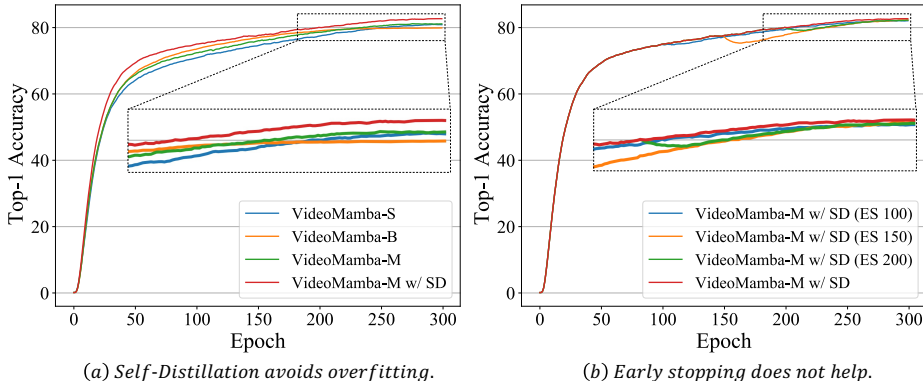 Top-1 Accuracy
80
60
40
20
0
VideoMamba-S
VideoMamba-B
VideoMamba-M
VideoMamba-M w/ SD
0 50 100 150 200 250 300
Epoch
(a) Self-Distillation avoids overfitting.
Top-1 Accuracy
80
60
40
20
0
VideoMamba-M w/ SD (ES 100)
VideoMamba-M w/ SD (ES 150)
VideoMamba-M w/ SD (ES 200)
VideoMamba-M w/ SD
0 50 100 150 200 250 300
Epoch
(b) Early stopping does not help.